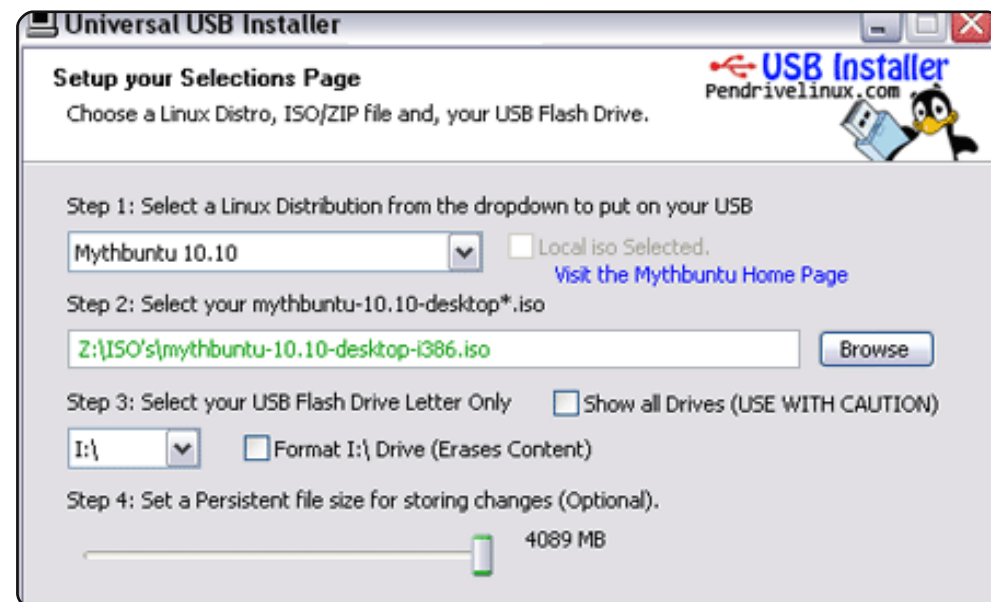 Universal USB Installer
Setup your Selections Page
Choose a Linux Distro, ISO/ZIP file and, your USB Flash Drive.
USB Installer
Pendrivelinux.com
Step 1: Select a Linux Distribution from the dropdown to put on your USB
Mythbuntu 10.10
Local iso Selected.
Visit the Mythbuntu Home Page
Step 2: Select your mythbuntu-10.10-desktop*.iso
Z:\ISO's\mythbuntu-10.10-desktop-i386.iso
Browse
Step 3: Select your USB Flash Drive Letter Only
Show all Drives (USE WITH CAUTION)
I:\
Format I:\ Drive (Erases Content)
Step 4: Set a Persistent file size for storing changes (Optional).
4089 MB